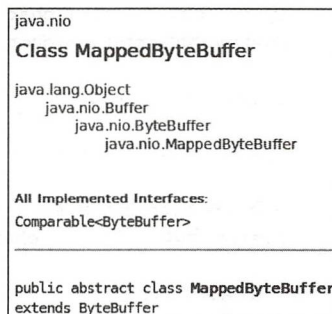 java.nio
Class MappedByteBuffer
java.lang.Object
java.nio.Buffer
java.nio.ByteBuffer
java.nio.MappedByteBuffer
All Implemented Interfaces:
Comparable<ByteBuffer>
public abstract class MappedByteBuffer
extends ByteBuffer